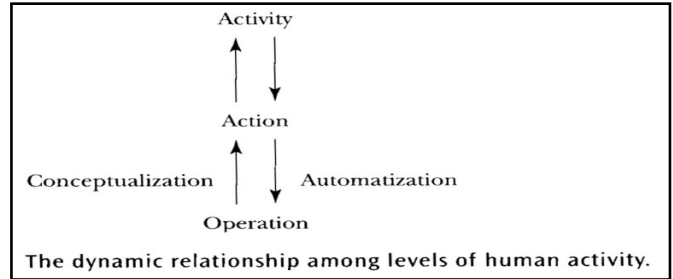 Activity
Action
Conceptualization Automatization
Operation
The dynamic relationship among levels of human activity.